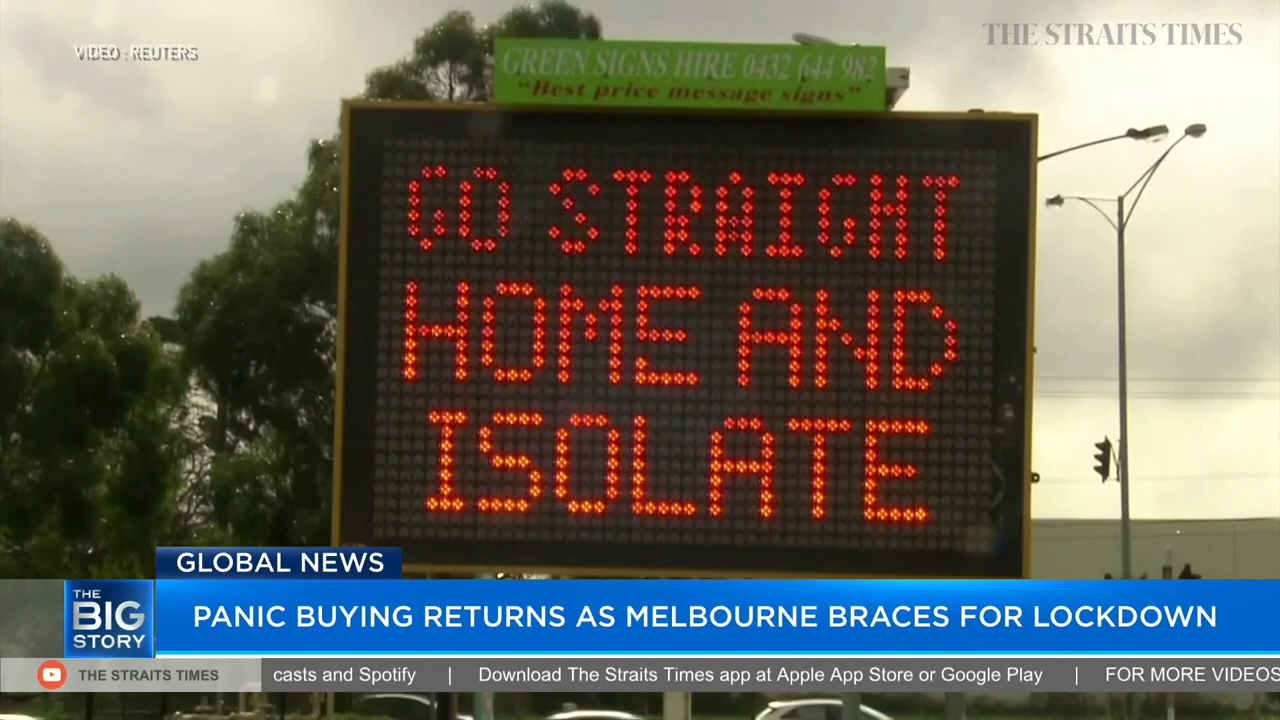 VIDEO : REUTERS
THE STRAITS TIMES
GREEN SIGNS HIRE 0432 644 982
"Best price message signs"
GO STRAIGHT
HOME AND
ISOLATE
GLOBAL NEWS
THE
BIG
STORY
PANIC BUYING RETURNS AS MELBOURNE BRACES FOR LOCKDOWN
THE STRAITS TIMES
casts and Spotify | Download The Straits Times app at Apple App Store or Google Play | FOR MORE VIDEOS